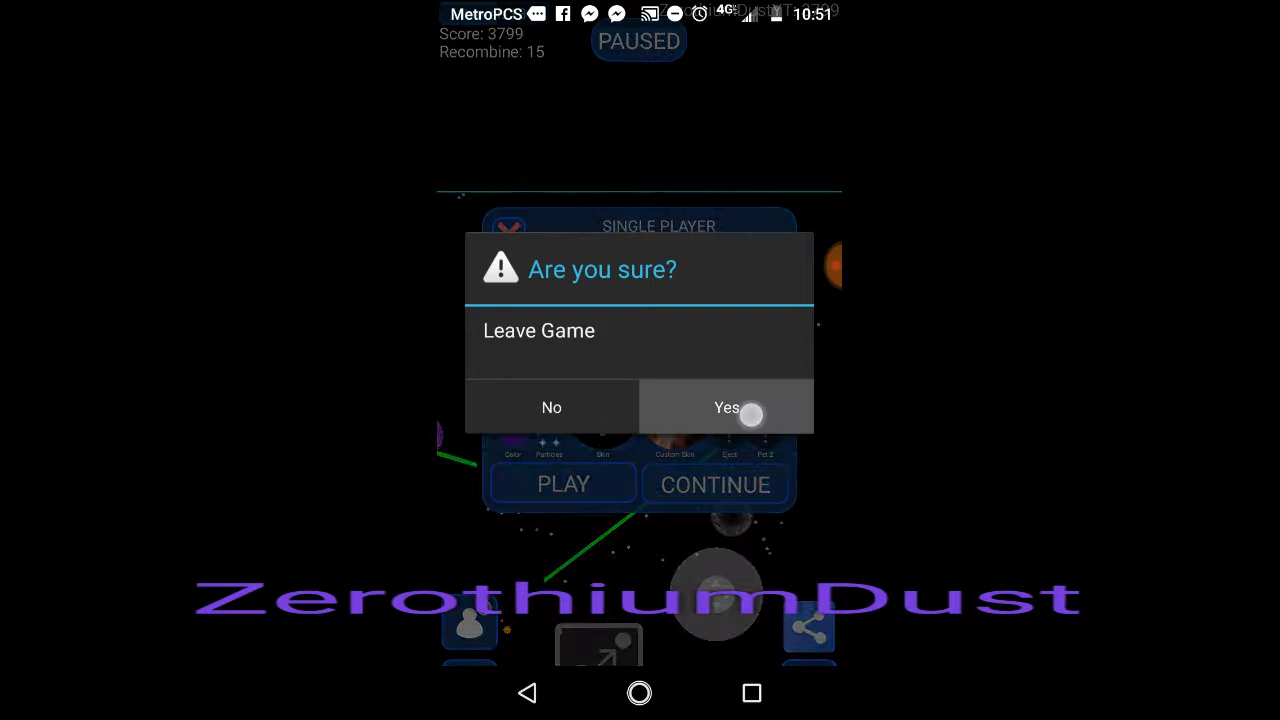 MetroPCS 4G 10:51
Score: 3799
Recombine: 15
PAUSED
SINGLE PLAYER
Are you sure?
Leave Game
No
Yes
Color
Particles
Skin
Custom Skin
Eject
Pet 2
PLAY
CONTINUE
ZerothiumDust